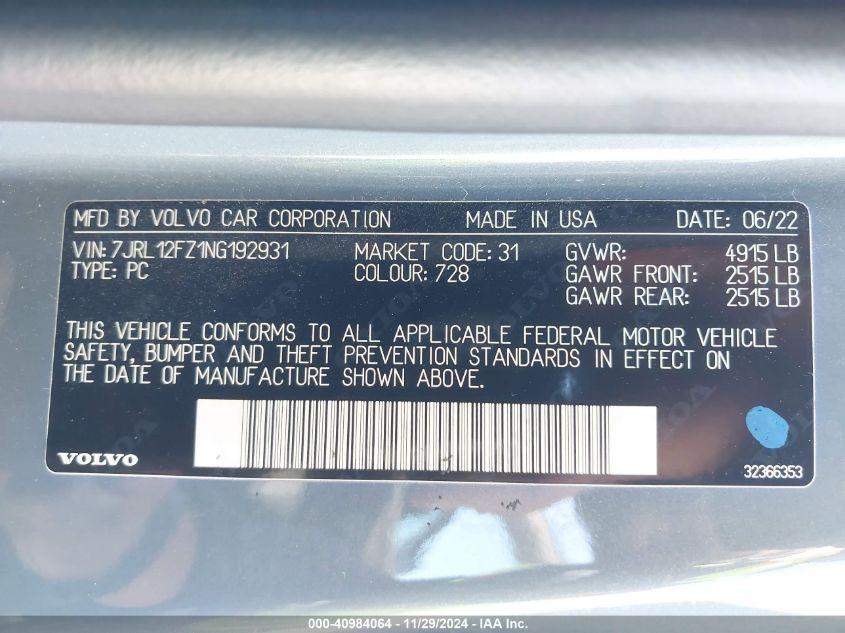 MFD BY VOLVO CAR CORPORATION MADE IN USA DATE: 06/22
VIN:7JRL12FZ1NG192931 MARKET CODE: 31 GVWR: 4915 LB
TYPE: PC COLOUR: 728 GAWR FRONT: 2515 LB
GAWR REAR: 2515 LB
THIS VEHICLE CONFORMS TO ALL APPLICABLE FEDERAL MOTOR VEHICLE
SAFETY, BUMPER AND THEFT PREVENTION STANDARDS IN EFFECT ON
THE DATE OF MANUFACTURE SHOWN ABOVE.
VOLVO
32366353
000-40984064 - 11/29/2024 - IAA Inc.